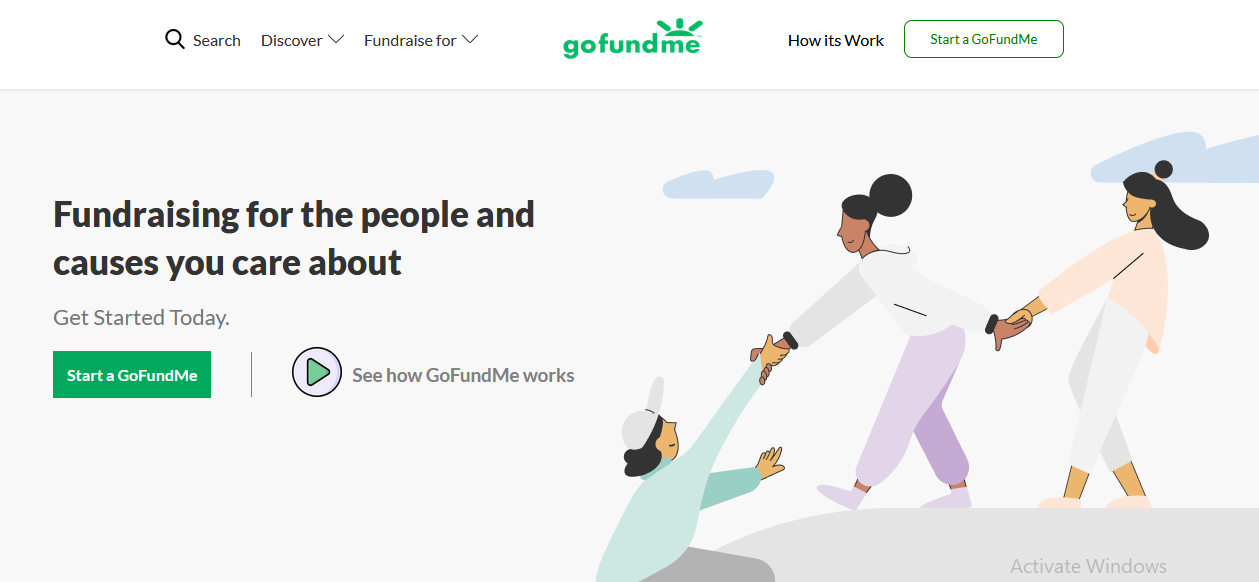 Search Discover Fundraise for gofundme How its Work Start a GoFundMe
Fundraising for the people and
causes you care about
Get Started Today.
Start a GoFundMe See how GoFundMe works
Activate Windows